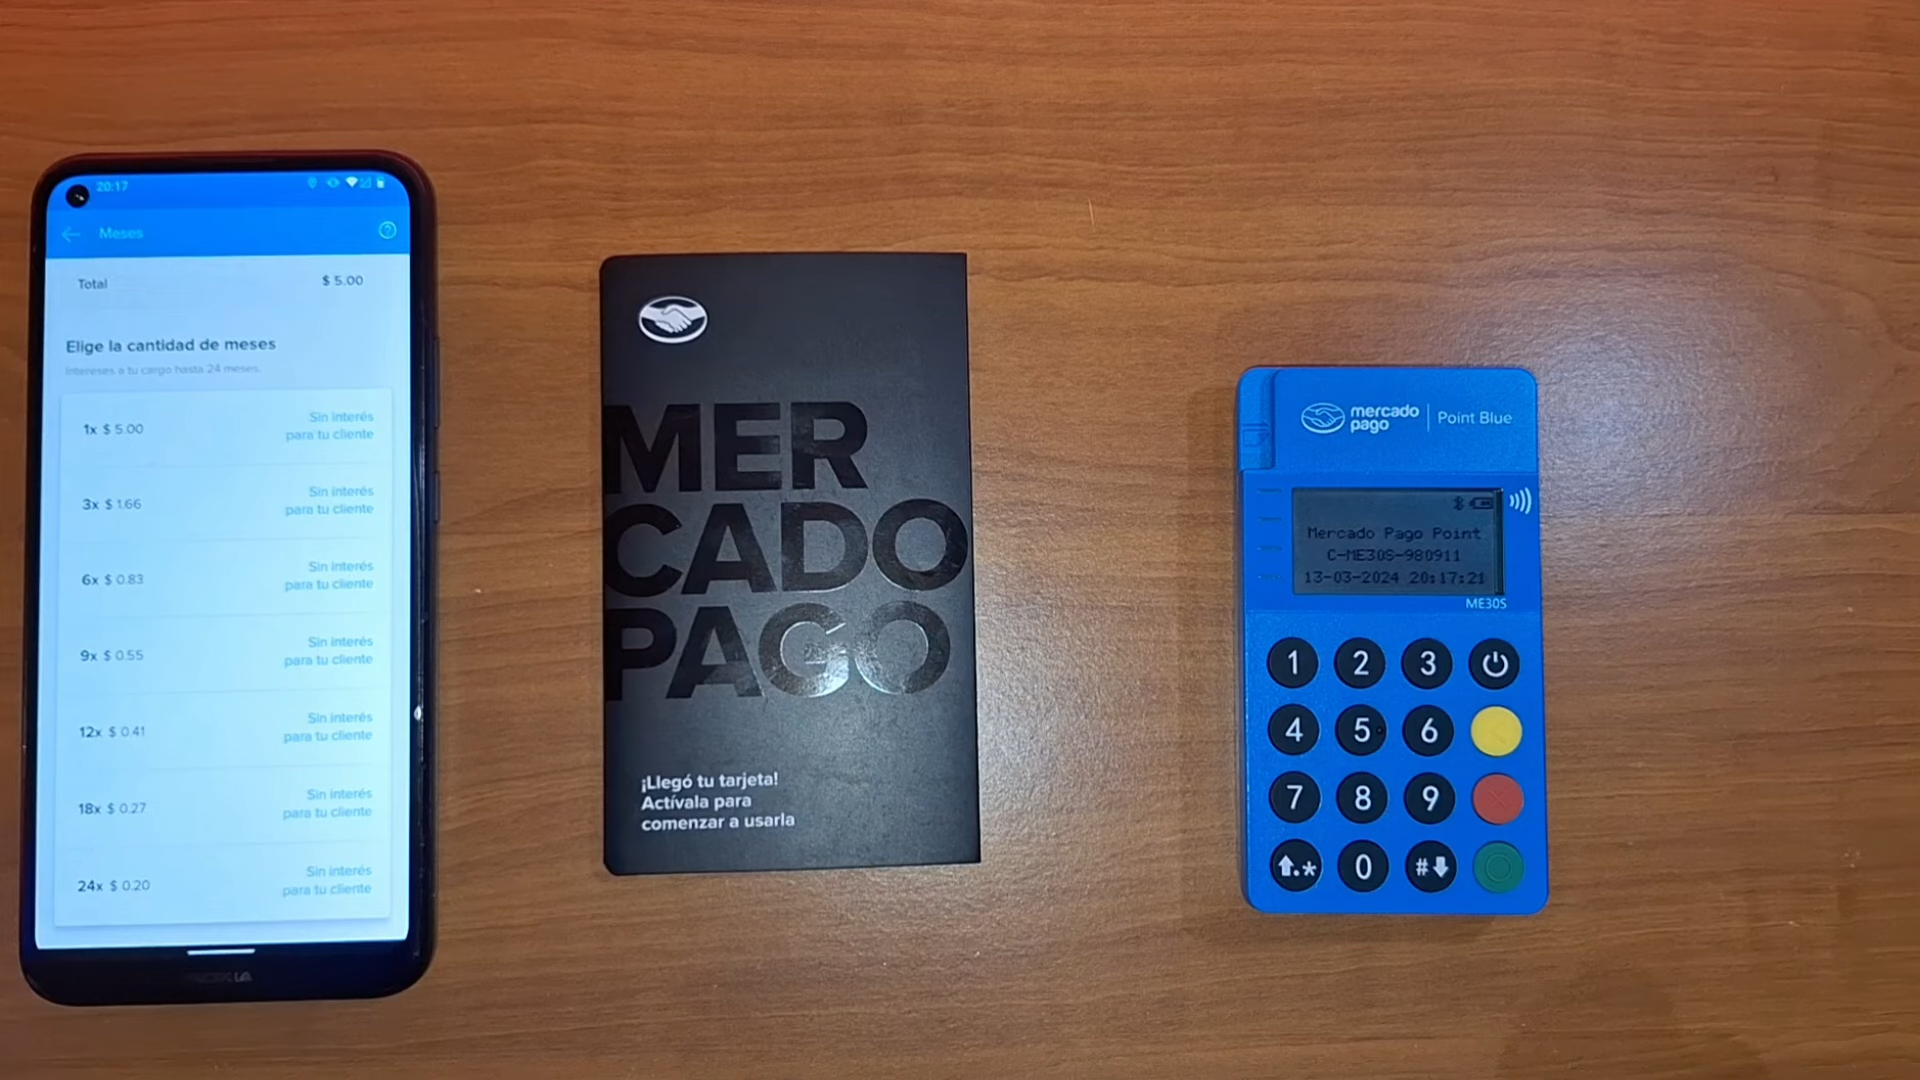 20:17
Meses
Total
$ 5.00
Elige la cantidad de meses
Intereses a tu cargo hasta 24 meses.
1x $ 5.00
Sin interés
para tu cliente
3x $ 1.66
Sin interés
para tu cliente
6x $ 0.83
Sin interés
para tu cliente
9x $ 0.55
Sin interés
para tu cliente
12x $ 0.41
Sin interés
para tu cliente
18x $ 0.27
Sin interés
para tu cliente
24x $ 0.20
Sin interés
para tu cliente
NOKIA
MER
CADO
PAGO
¡Llegó tu tarjeta!
Actívala para
comenzar a usarla
mercado
pago
Point Blue
Mercado Pago Point
C-ME30S-980911
13-03-2024 20:17:21
ME30S
1 2 3
4 5 6
7 8 9
.* 0 #